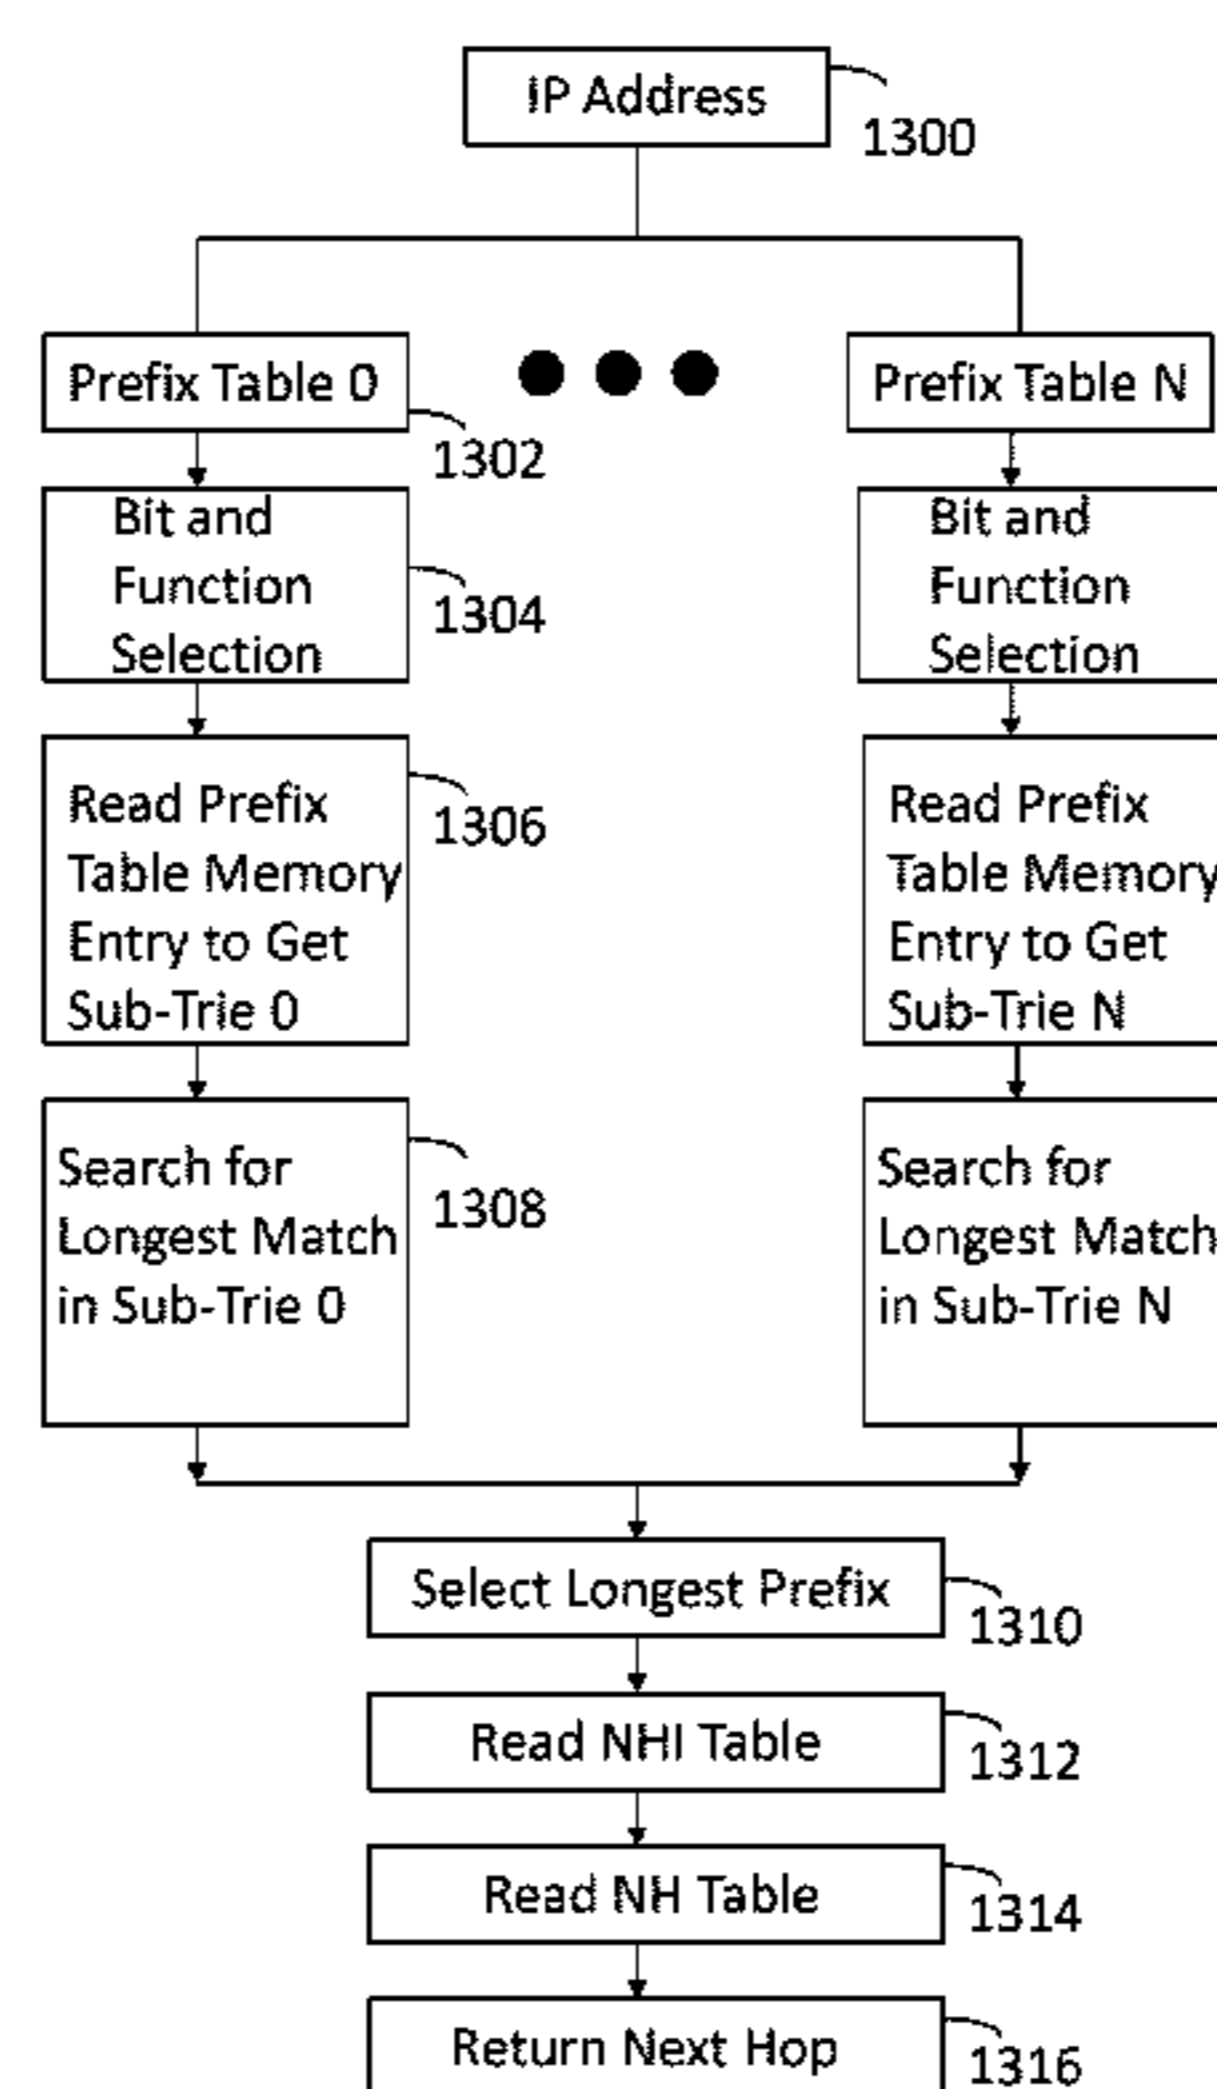 IP Address
1300
Prefix Table 0
1302
Prefix Table N
Bit and
Function
Selection
1304
Bit and
Function
Selection
Read Prefix
Table Memory
Entry to Get
Sub-Trie 0
1306
Read Prefix
Table Memory
Entry to Get
Sub-Trie N
Search for
Longest Match
in Sub-Trie 0
1308
Search for
Longest Match
in Sub-Trie N
Select Longest Prefix
1310
Read NHI Table
1312
Read NH Table
1314
Return Next Hop
1316